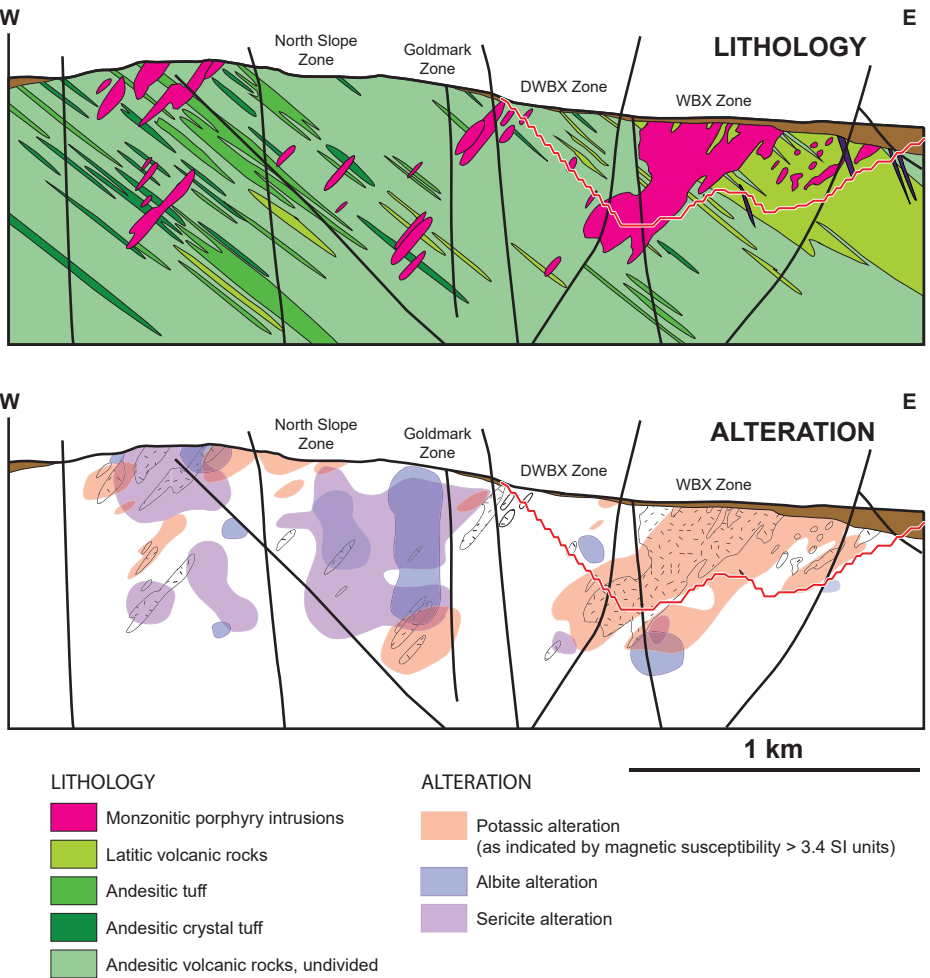 W
E
North Slope
Zone
Goldmark
Zone
LITHOLOGY
DWBX Zone
WBX Zone
W
E
North Slope
Zone
Goldmark
Zone
ALTERATION
DWBX Zone
WBX Zone
1 km
LITHOLOGY
Monzonitic porphyry intrusions
Latitic volcanic rocks
Andesitic tuff
Andesitic crystal tuff
Andesitic volcanic rocks, undivided
ALTERATION
Potassic alteration
(as indicated by magnetic susceptibility > 3.4 SI units)
Albite alteration
Sericite alteration